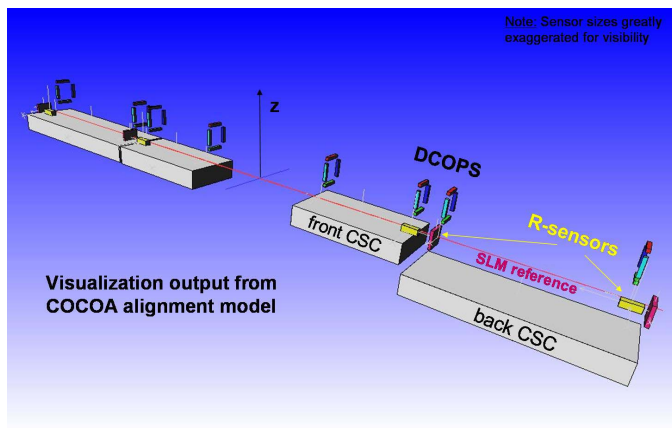 Note: Sensor sizes greatly
exaggerated for visibility
Z
DCOPS
front CSC
R-sensors
SLM reference
Visualization output from
COCOA alignment model
back CSC